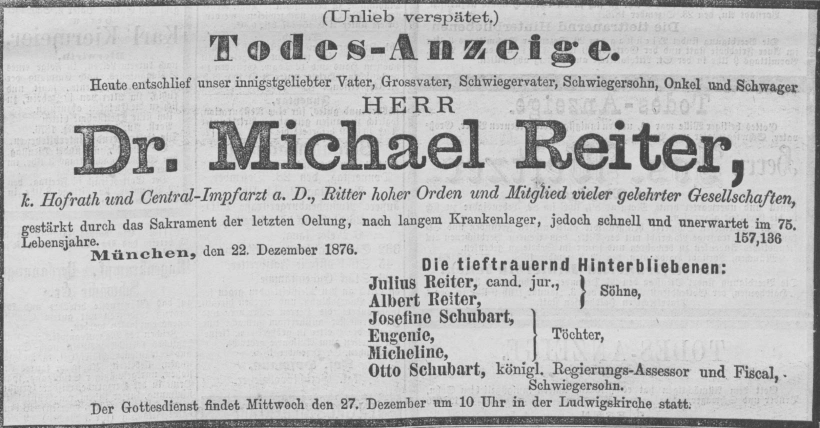 (Unlieb verspätet.)
Todes-Anzeige.
Heute entschlief unser innigstgeliebter Vater, Grossvater, Schwiegervater, Schwiegersohn, Onkel und Schwager
HERR
Dr. Michael Reiter,
k. Hofrath und Central-Impfarzt a. D., Ritter hoher Orden und Mitglied vieler gelehrter Gesellschaften,
gestärkt durch das Sakrament der letzten Oelung, nach langem Krankenlager, jedoch schnell und unerwartet im 75.
Lebensjahre. 157,136
München, den 22. Dezember 1876.
Die tieftrauernd Hinterbliebenen:
Julius Reiter, cand. jur.,
Albert Reiter,
Söhne,
Josefine Schubart,
Eugenie,
Micheline,
Töchter,
Otto Schubart, königl. Regierungs-Assessor und Fiscal,
Schwiegersohn.
Der Gottesdienst findet Mittwoch den 27. Dezember um 10 Uhr in der Ludwigskirche statt.